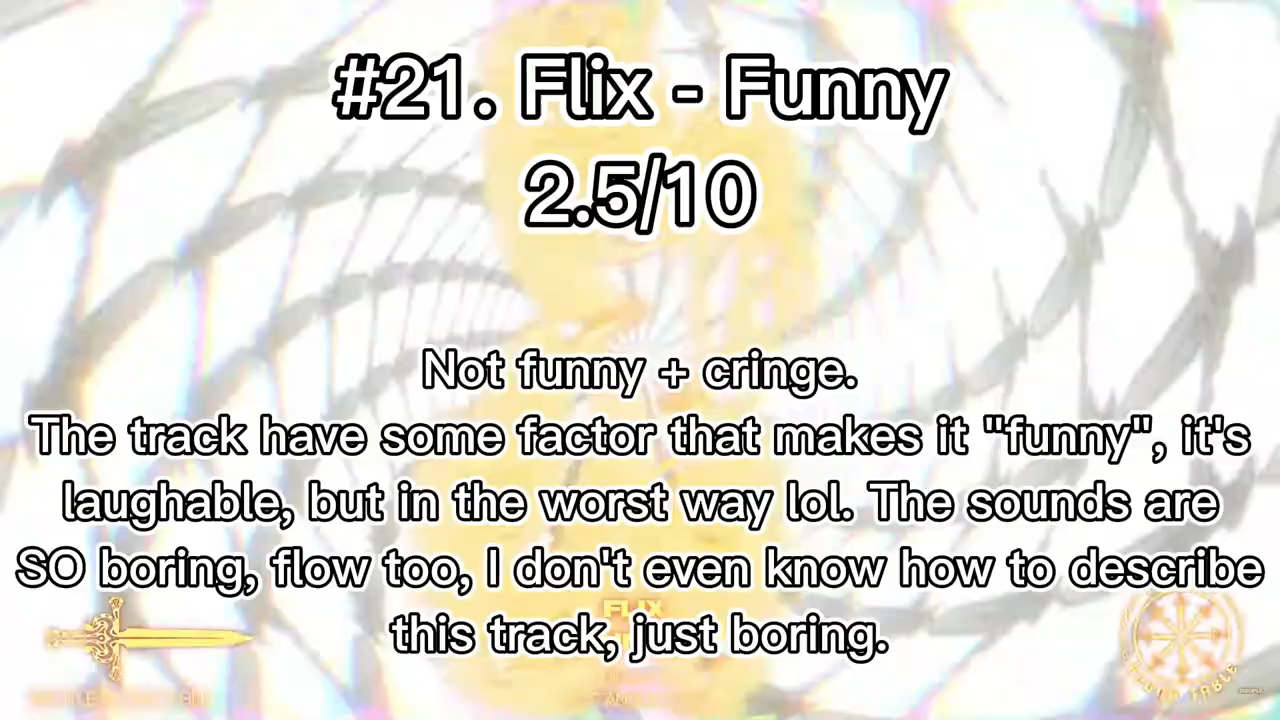 #21. Flix - Funny
2.5/10
Not funny + cringe.
The track have some factor that makes it "funny", it's
laughable, but in the worst way lol. The sounds are
SO boring, flow too, I don't even know how to describe
FLIX
this track, just boring.